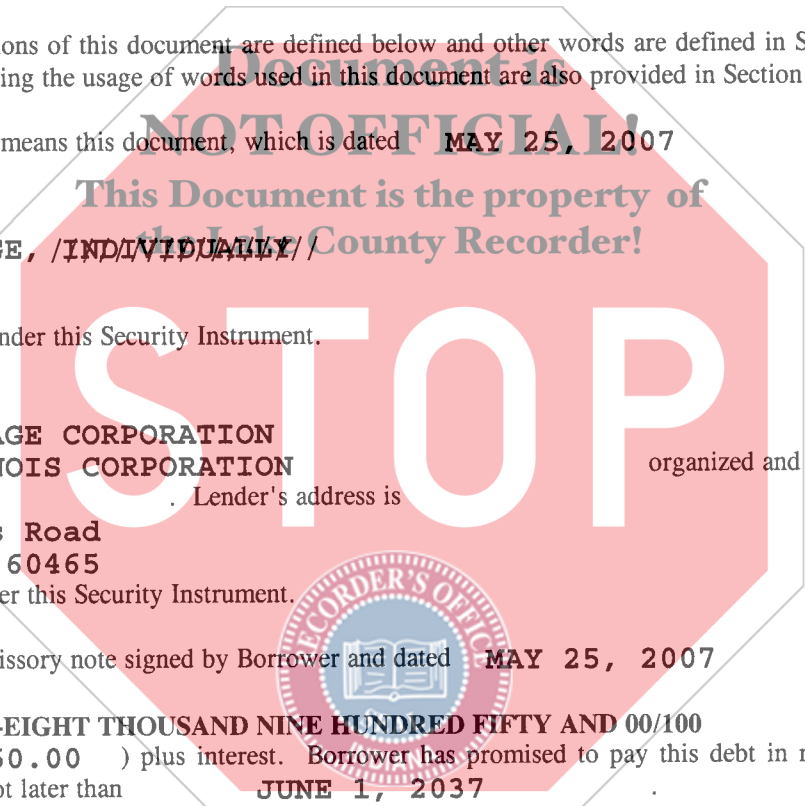 ions of this document are defined below and other words are defined in S
ing the usage of words used in this document are also provided in Section
Document is
means this document, which is dated MAY 25, 2007
NOT OFFICIAL!
This Document is the property of
the Lake County Recorder!
GE, /INDIVIDUALLY//
nder this Security Instrument.
STOP
AGE CORPORATION
NOIS CORPORATION organized and
. Lender's address is
s Road
60465
er this Security Instrument.
RECORDER'S OFFICE
issory note signed by Borrower and dated MAY 25, 2007
-EIGHT THOUSAND NINE HUNDRED FIFTY AND 00/100
50.00 ) plus interest. Borrower has promised to pay this debt in
INDIANA
ot later than JUNE 1, 2037 .